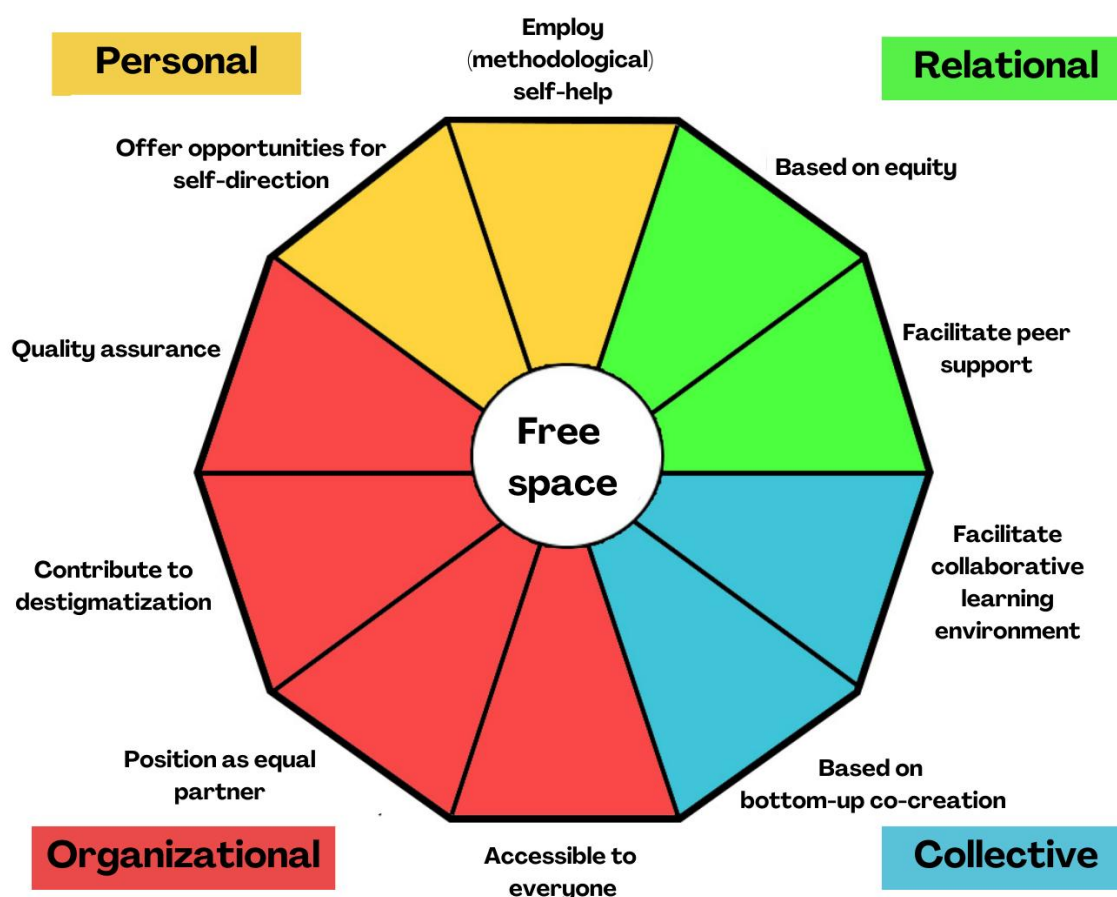 Personal
Employ
(methodological)
self-help
Relational
Offer opportunities for
self-direction
Based on equity
Quality assurance
Facilitate peer
support
Free
space
Contribute to
destigmatization
Facilitate
collaborative
learning
environment
Position as equal
partner
Based on
bottom-up co-creation
Organizational
Accessible to
everyone
Collective